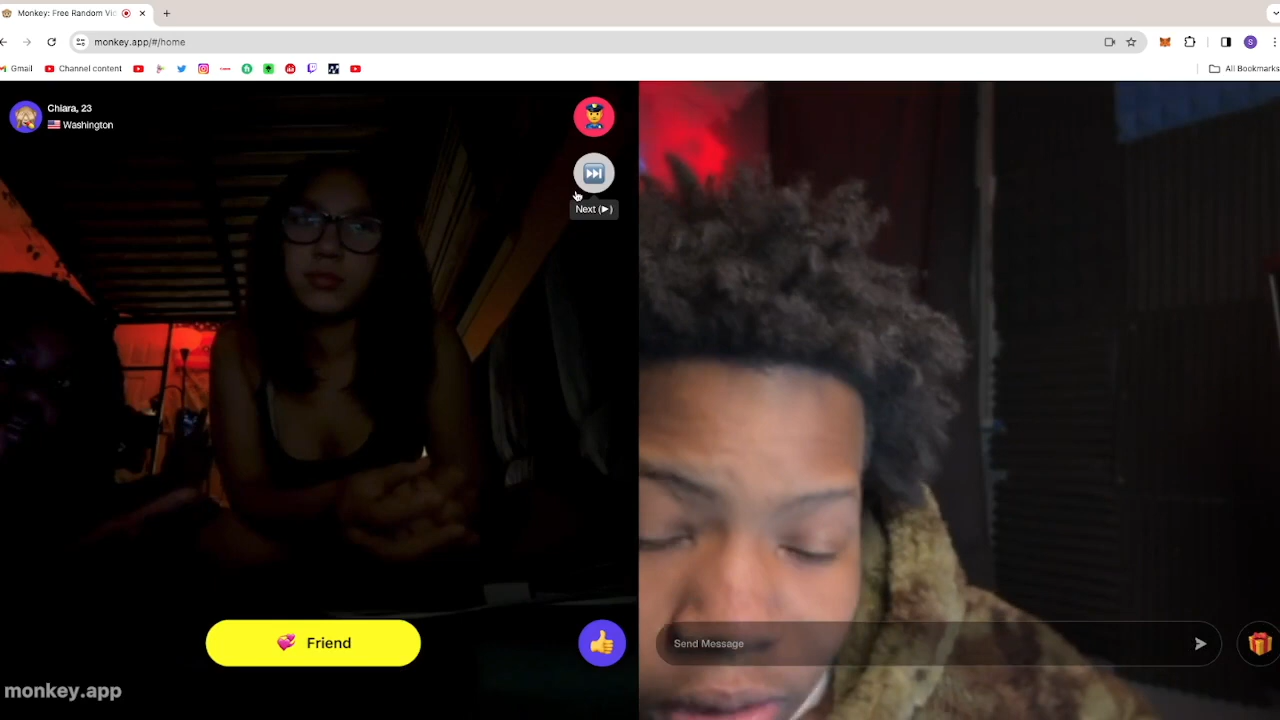 Monkey: Free Random Vic
monkey.app/#/home
Gmail
Channel content
All Bookmarks
S
Chiara, 23
Washington
Next (▶)
Friend
Send Message
monkey.app